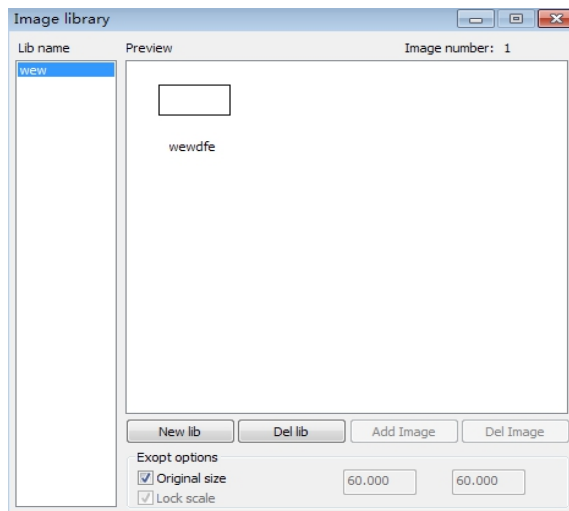 Image library
Lib name Preview Image number: 1
wew
wewdfe
New lib Del lib Add Image Del Image
Exopt options
Original size 60.000 60.000
Lock scale